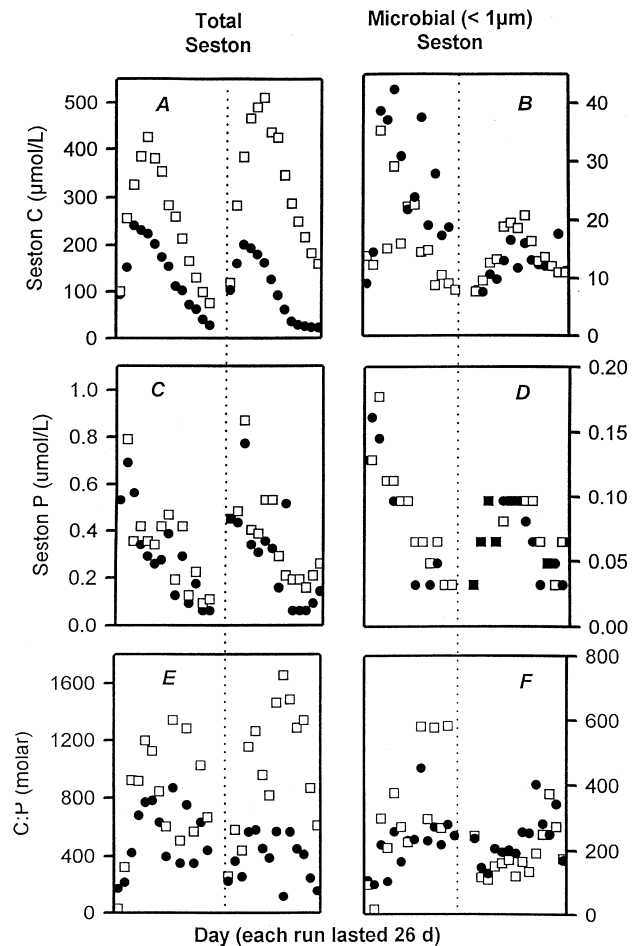 Total Microbial (< 1µm)
Seston Seston
A
B
Seston C (µmol/L)
500
400
300
200
100
0
40
30
20
10
0
C
D
Seston P (umol/L)
1.0
0.8
0.6
0.4
0.2
0.0
0.20
0.15
0.10
0.05
0.00
E
F
C:P (molar)
1600
1200
800
400
0
800
600
400
200
0
Day (each run lasted 26 d)